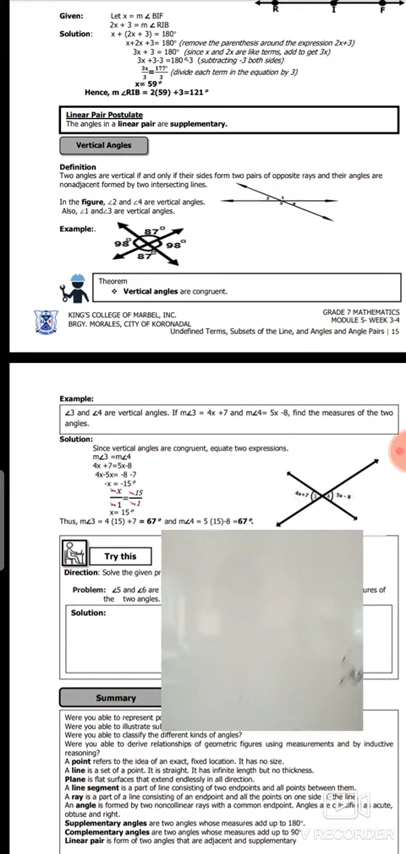 R I F
Given: Let x = m ∠ BIF
2x + 3 = m ∠ RIB
Solution: x + (2x + 3) = 180°
x+2x +3= 180° (remove the parenthesis around the expression 2x+3)
3x + 3 = 180° (since x and 2x are like terms, add to get 3x)
3x +3-3 =180°-3 (subtracting -3 both sides)
3x/3 = 177°/3 (divide each term in the equation by 3)
x= 59°
Hence, m ∠RIB = 2(59) +3=121°
Linear Pair Postulate
The angles in a linear pair are supplementary.
Vertical Angles
Definition
Two angles are vertical if and only if their sides form two pairs of opposite rays and their angles are
nonadjacent formed by two intersecting lines.
In the figure, ∠2 and ∠4 are vertical angles.
Also, ∠1 and∠3 are vertical angles.
Example:.
87°
98° 98°
87°
Theorem
❖ Vertical angles are congruent.
KING'S COLLEGE OF MARBEL, INC.
BRGY. MORALES, CITY OF KORONADAL
GRADE 7 MATHEMATICS
MODULE 5- WEEK 3-4
Undefined Terms, Subsets of the Line, and Angles and Angle Pairs | 15
Example:
∠3 and ∠4 are vertical angles. If m∠3 = 4x +7 and m∠4= 5x -8, find the measures of the two
angles.
Solution:
Since vertical angles are congruent, equate two expressions.
m∠3 =m∠4
4x +7=5x-8
4x-5x= -8 -7
-x = -15°
-x/-1 = -15/-1
x= 15°
4x+7 5x - 8
Thus, m∠3 = 4 (15) +7 = 67° and m∠4 = 5 (15)-8 =67°.
Try this
Direction: Solve the given pr
Problem: ∠5 and ∠6 are ures of
the two angles.
Solution:
Summary
Were you able to represent p
Were you able to illustrate su
Were you able to classify the different kinds of angles?
Were you able to derive relationships of geometric figures using measurements and by inductive
reasoning?
A point refers to the idea of an exact, fixed location. It has no size.
A line is a set of a point. It is straight. It has infinite length but no thickness.
Plane is flat surfaces that extend endlessly in all direction.
A line segment is a part of line consisting of two endpoints and all points between them.
A ray is a part of a line consisting of an endpoint and all the points on one side of the line
An angle is formed by two noncollinear rays with a common endpoint. Angles are acute,
obtuse and right.
Supplementary angles are two angles whose measures add up to 180°.
Complementary angles are two angles whose measures add up to 90°
Linear pair is form of two angles that are adjacent and supplementary
RECORDER